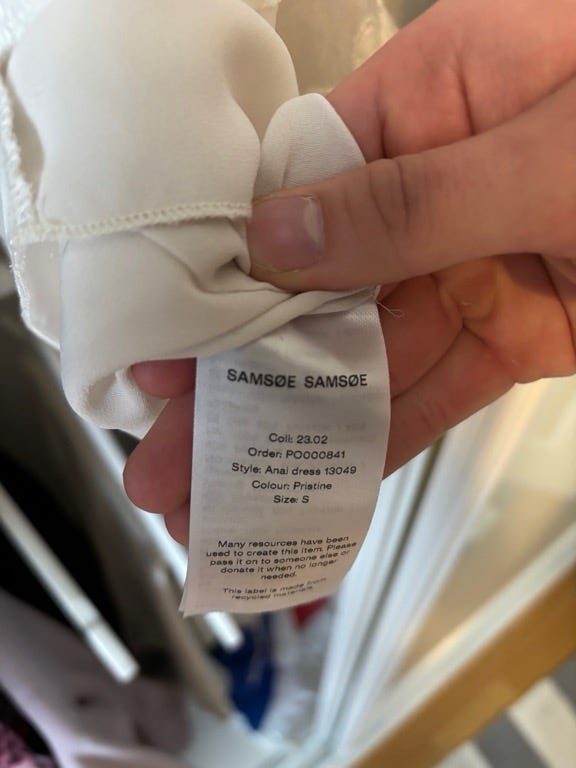 SAMSØE SAMSØE
Coll: 23.02
Order: PO000841
Style: Anai dress 13049
Colour: Pristine
Size: S
Many resources have been
used to create this item. Please
pass it on to someone else or
donate it when no longer
needed.
This label is made from
recycled materials.